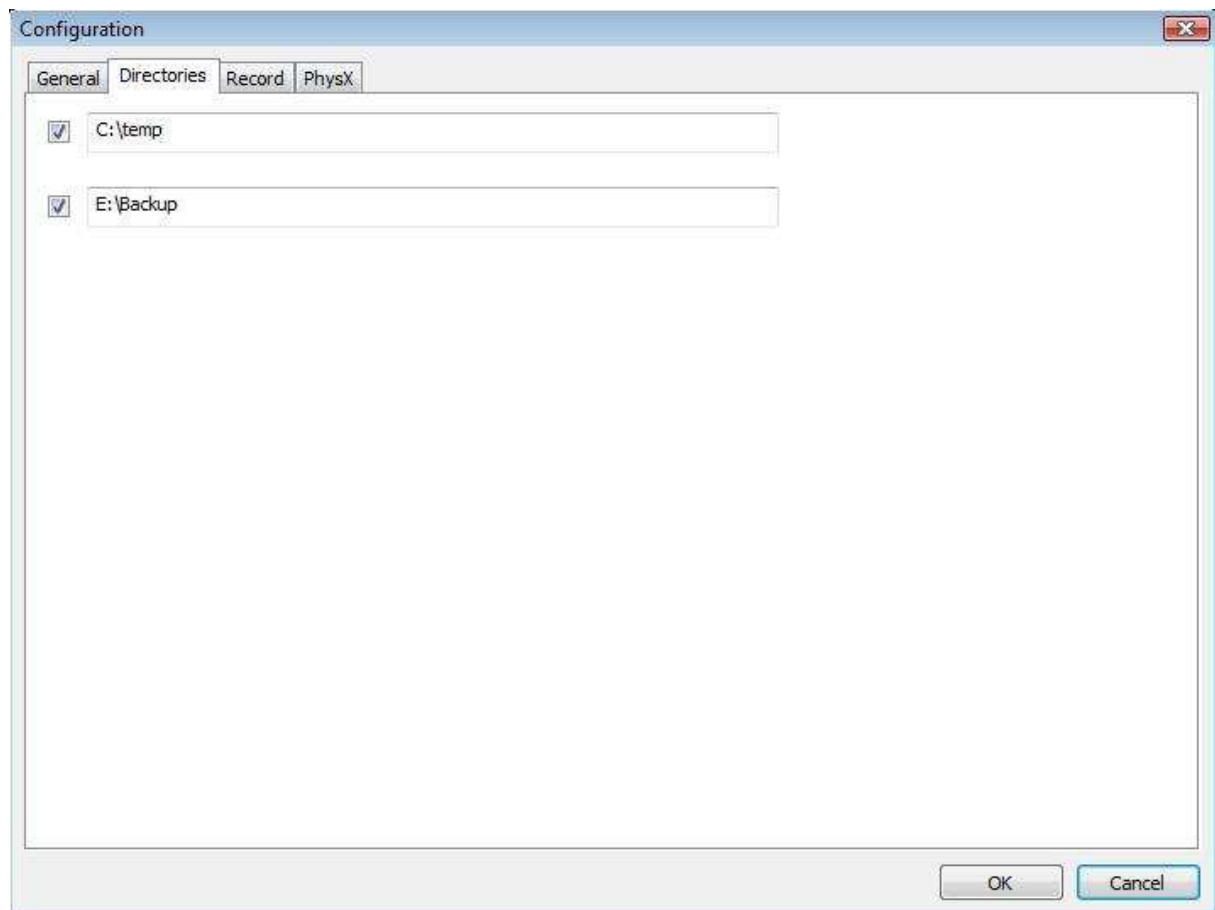 Configuration
General Directories Record PhysX
C:\temp
E:\Backup
OK Cancel